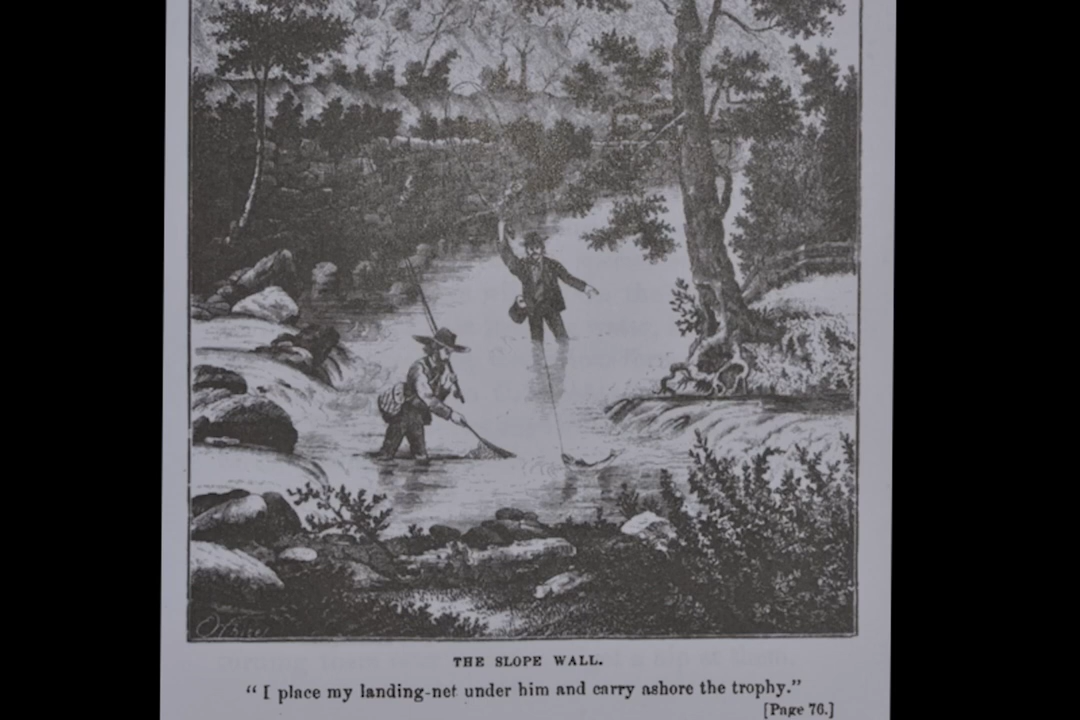 THE SLOPE WALL.
“ I place my landing-net under him and carry ashore the trophy.”
[Page 76.]